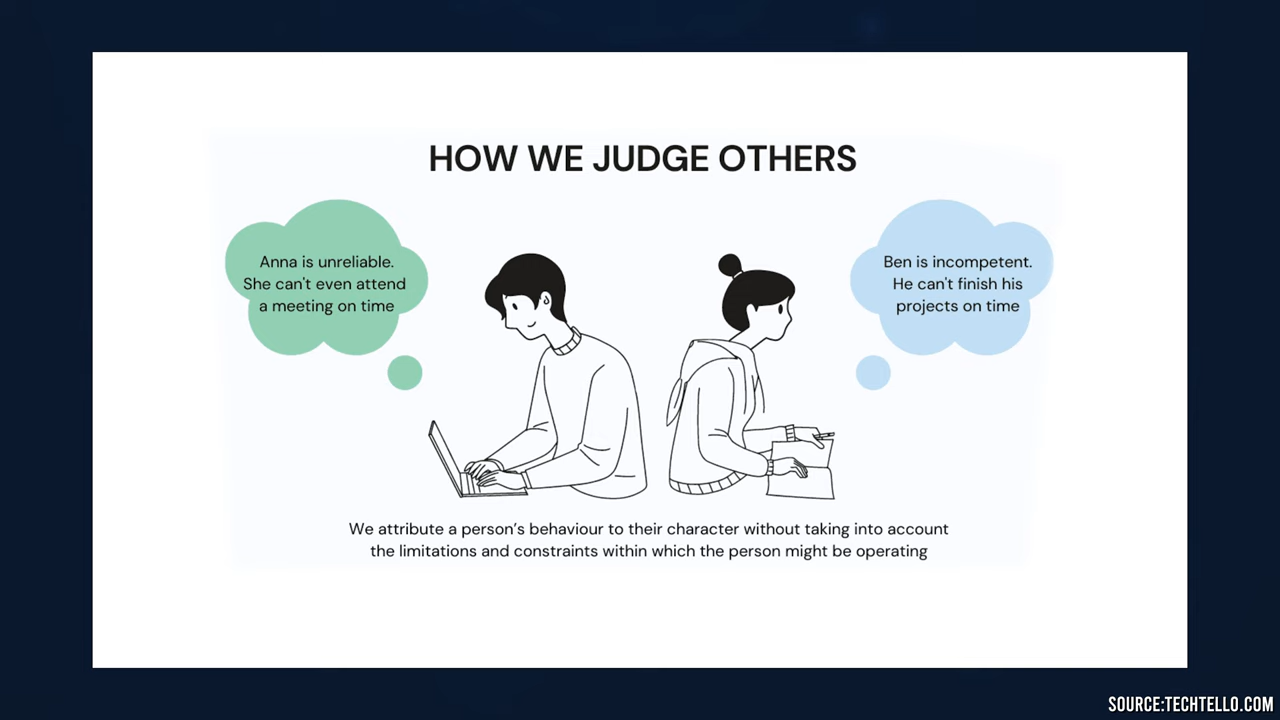 HOW WE JUDGE OTHERS
Anna is unreliable.
She can't even attend
a meeting on time
Ben is incompetent.
He can't finish his
projects on time
We attribute a person’s behaviour to their character without taking into account
the limitations and constraints within which the person might be operating
SOURCE:TECHTELLO.COM